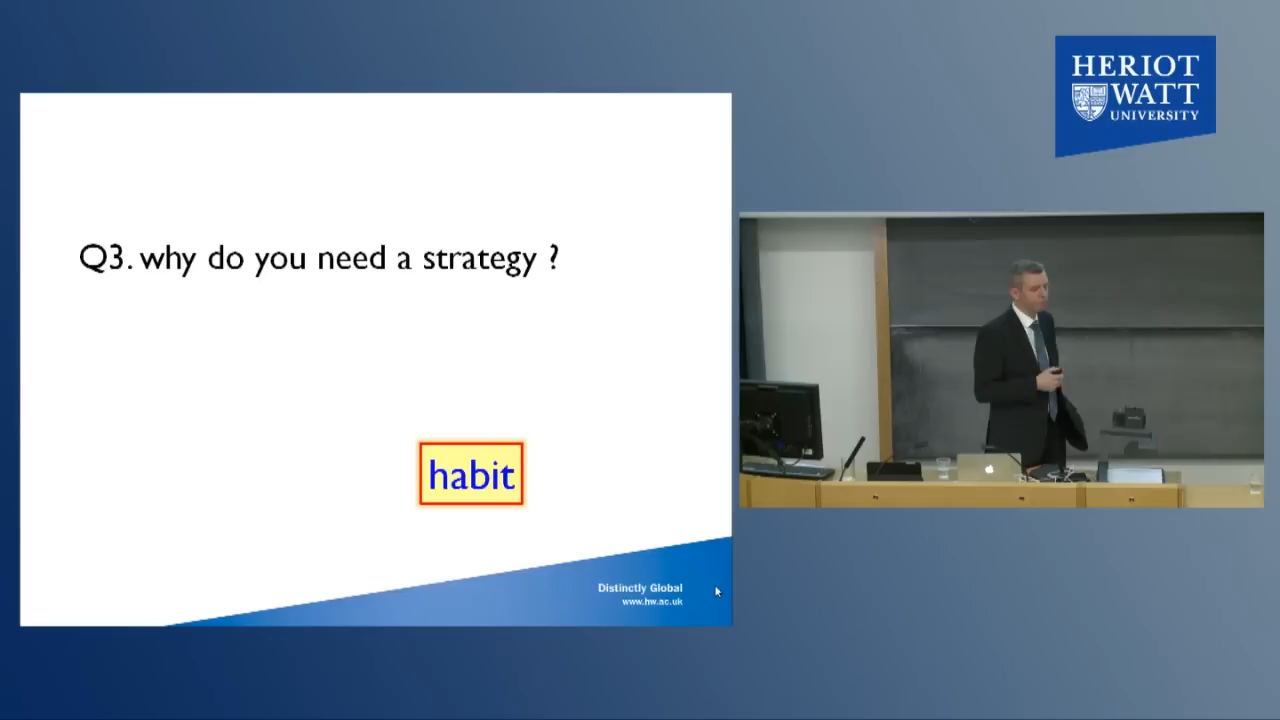 HERIOT
WATT
UNIVERSITY
Q3. why do you need a strategy ?
habit
Distinctly Global
www.hw.ac.uk